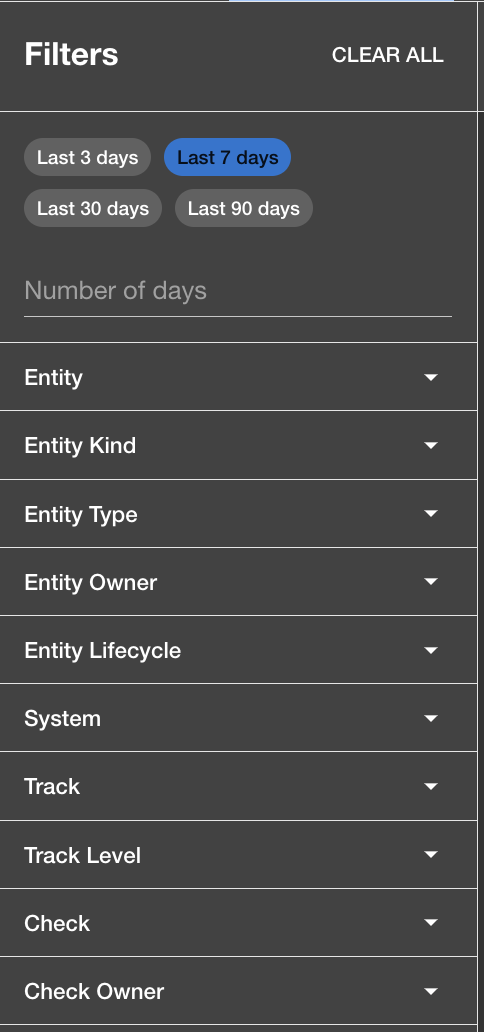 Filters
CLEAR ALL
Last 3 days
Last 7 days
Last 30 days
Last 90 days
Number of days
Entity
Entity Kind
Entity Type
Entity Owner
Entity Lifecycle
System
Track
Track Level
Check
Check Owner